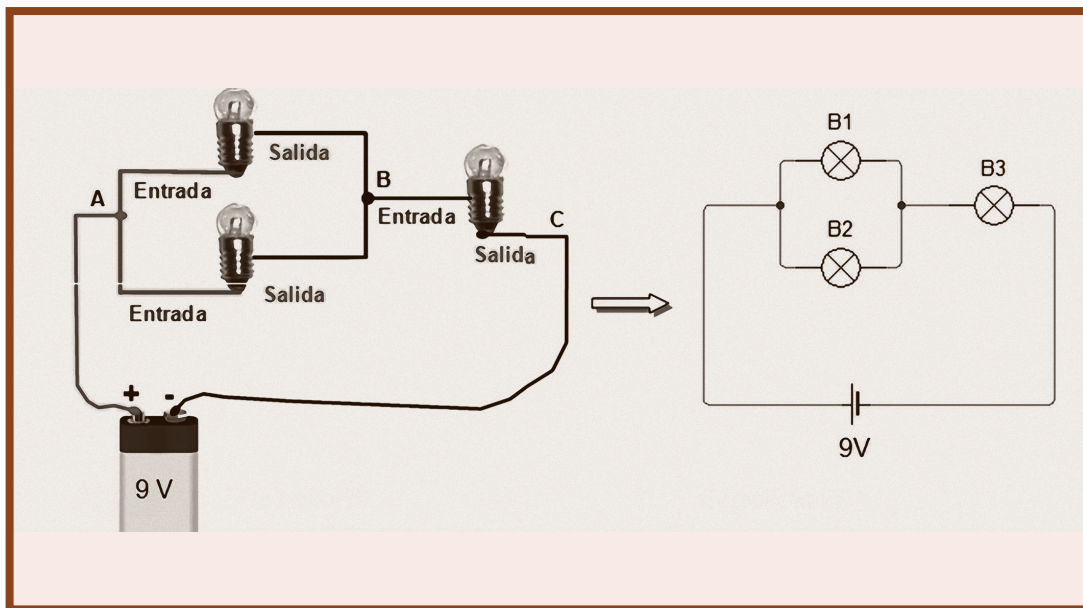 Salida
A
Entrada
B
Entrada
C
Salida
Salida
Entrada
+ -
9 V
B1
B2
B3
9V